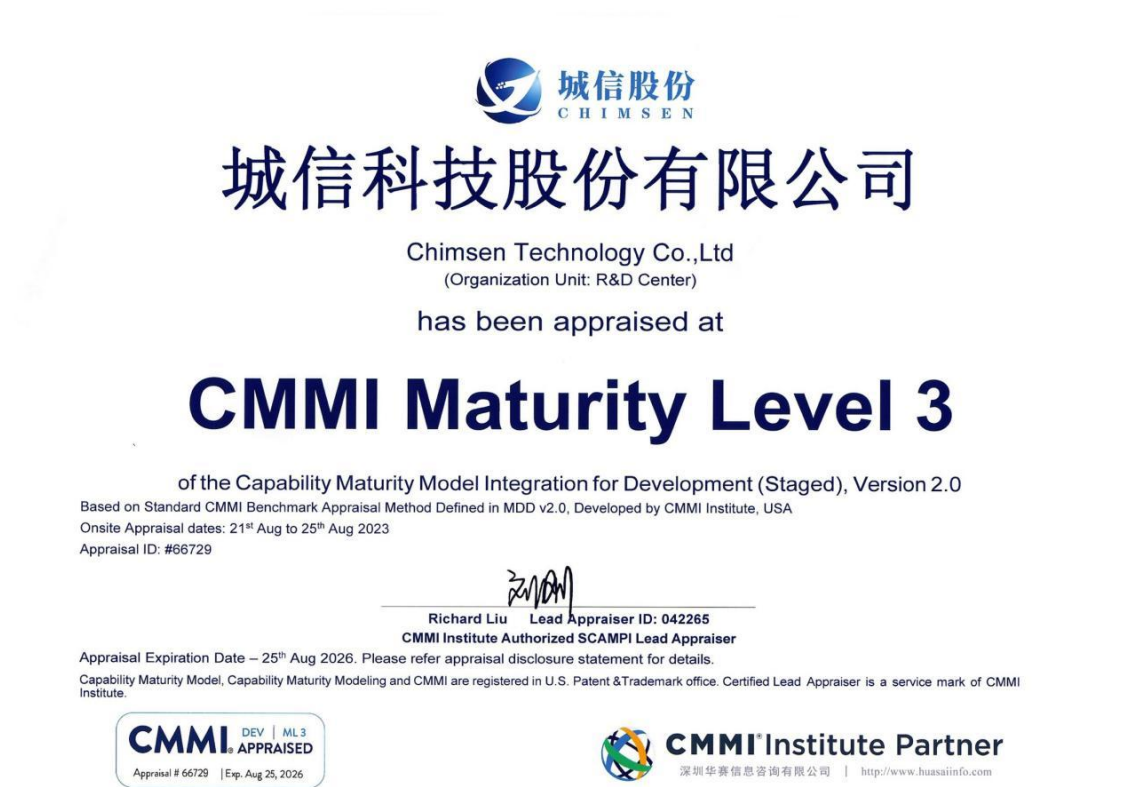 城信股份
CHIMSEN
城信科技股份有限公司
Chimsen Technology Co.,Ltd
(Organization Unit: R&D Center)
has been appraised at
CMMI Maturity Level 3
of the Capability Maturity Model Integration for Development (Staged), Version 2.0
Based on Standard CMMI Benchmark Appraisal Method Defined in MDD v2.0, Developed by CMMI Institute, USA
Onsite Appraisal dates: 21st Aug to 25th Aug 2023
Appraisal ID: #66729
刘刚
Richard Liu Lead Appraiser ID: 042265
CMMI Institute Authorized SCAMPI Lead Appraiser
Appraisal Expiration Date – 25th Aug 2026. Please refer appraisal disclosure statement for details.
Capability Maturity Model, Capability Maturity Modeling and CMMI are registered in U.S. Patent &Trademark office. Certified Lead Appraiser is a service mark of CMMI
Institute.
CMMI® DEV | ML3
APPRAISED
Appraisal # 66729 | Exp. Aug 25, 2026
CMMI® Institute Partner
深圳华赛信息咨询有限公司 | http://www.huasaiinfo.com